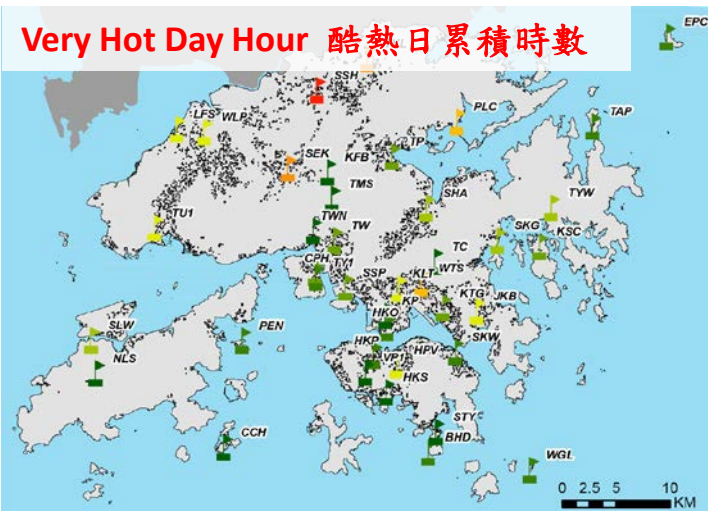 Very Hot Day Hour 酷熱日累積時數
EPC
SSH
LFS
WLP
PLC
TAP
TP
SEK
KFB
TMS
SHA
TYW
TU1
TWN
TW
SKG
KSC
TC
CPH
TY1
SSP
KLT
WTS
KP
KTG
JKB
HKO
SLW
PEN
SKW
NLS
HKP
VP1
HPV
HKS
STY
CCH
BHD
WGL
0 2.5 5 10
KM